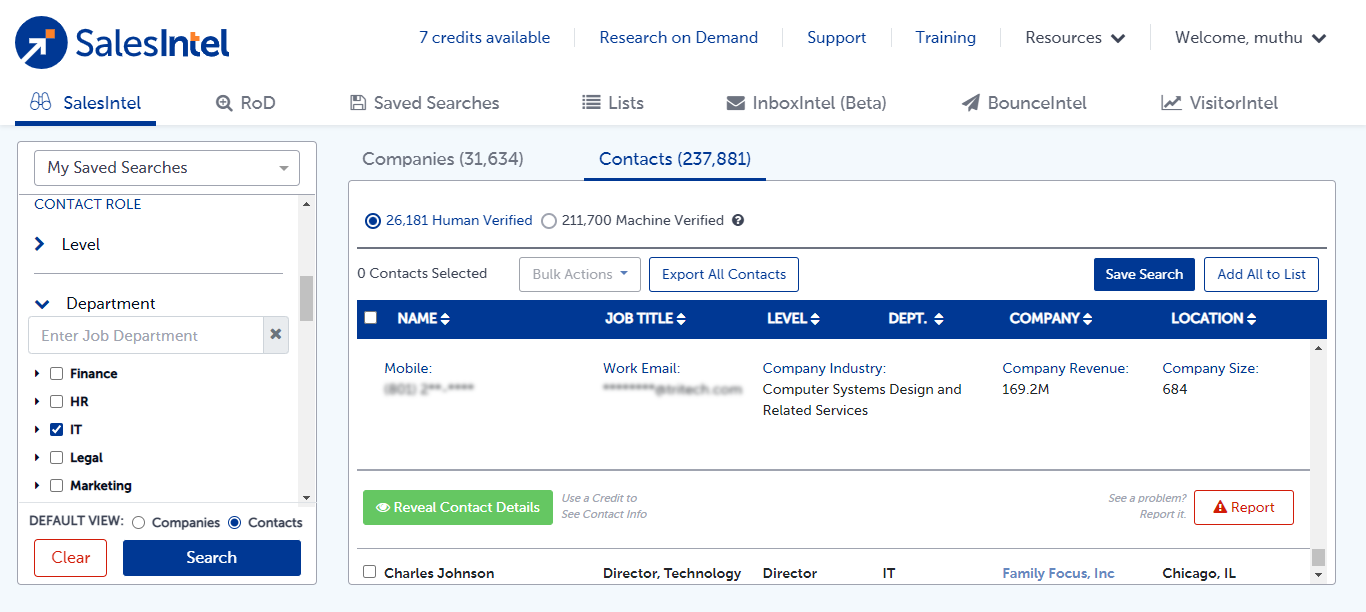 SalesIntel
7 credits available
Research on Demand
Support
Training
Resources
Welcome, muthu
SalesIntel
RoD
Saved Searches
Lists
InboxIntel (Beta)
BounceIntel
VisitorIntel
My Saved Searches
CONTACT ROLE
Level
Department
Enter Job Department
Finance
HR
IT
Legal
Marketing
DEFAULT VIEW: Companies Contacts
Clear
Search
Companies (31,634)
Contacts (237,881)
26,181 Human Verified
211,700 Machine Verified
0 Contacts Selected
Bulk Actions
Export All Contacts
Save Search
Add All to List
NAME JOB TITLE LEVEL DEPT. COMPANY LOCATION
Mobile:
(801) 2**-****
Work Email:
********@tritech.com
Company Industry:
Computer Systems Design and
Related Services
Company Revenue:
169.2M
Company Size:
684
Reveal Contact Details
Use a Credit to
See Contact Info
See a problem?
Report it.
Report
Charles Johnson Director, Technology Director IT Family Focus, Inc Chicago, IL